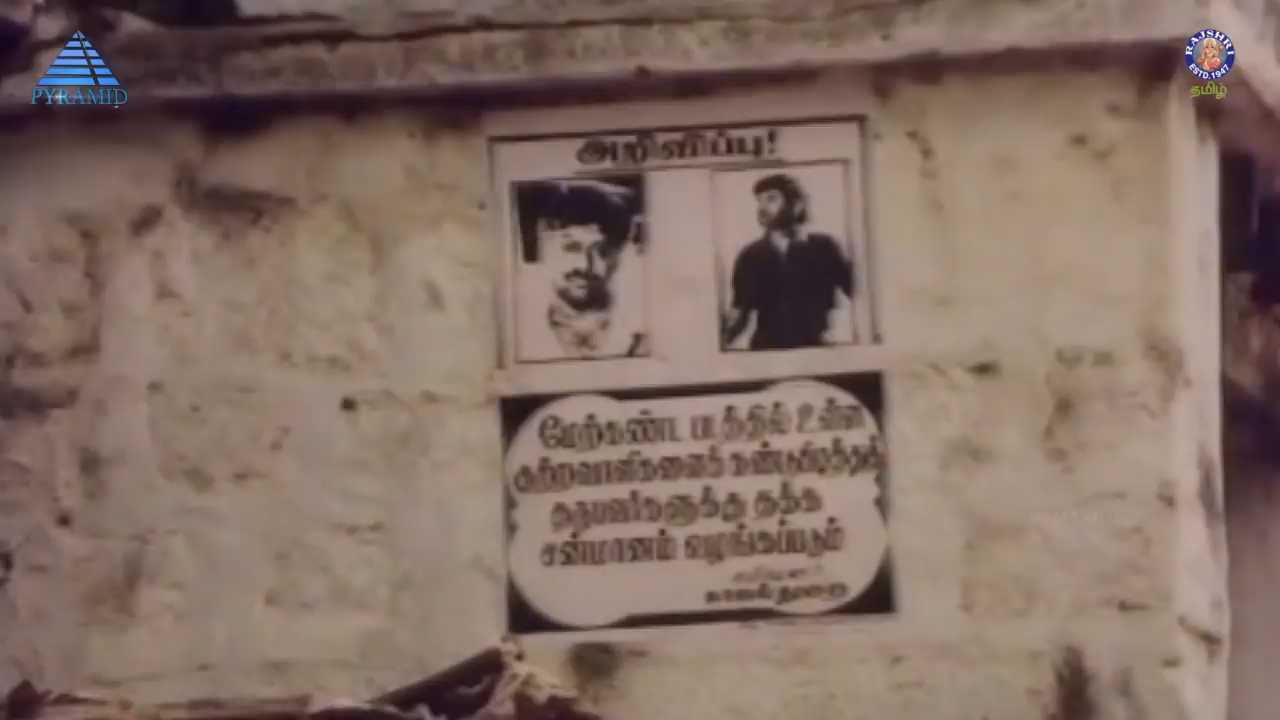 PYRAMID
RAJSHRI
ESTD.1947
தமிழ்
அறிவிப்பு!
மேற்கண்ட படத்தில் உள்ள
குற்றவாளிகளைக் கண்டுபிடித்துத்
தருபவர்களுக்கு தக்க
சன்மானம் வழங்கப்படும்
காவல்துறை